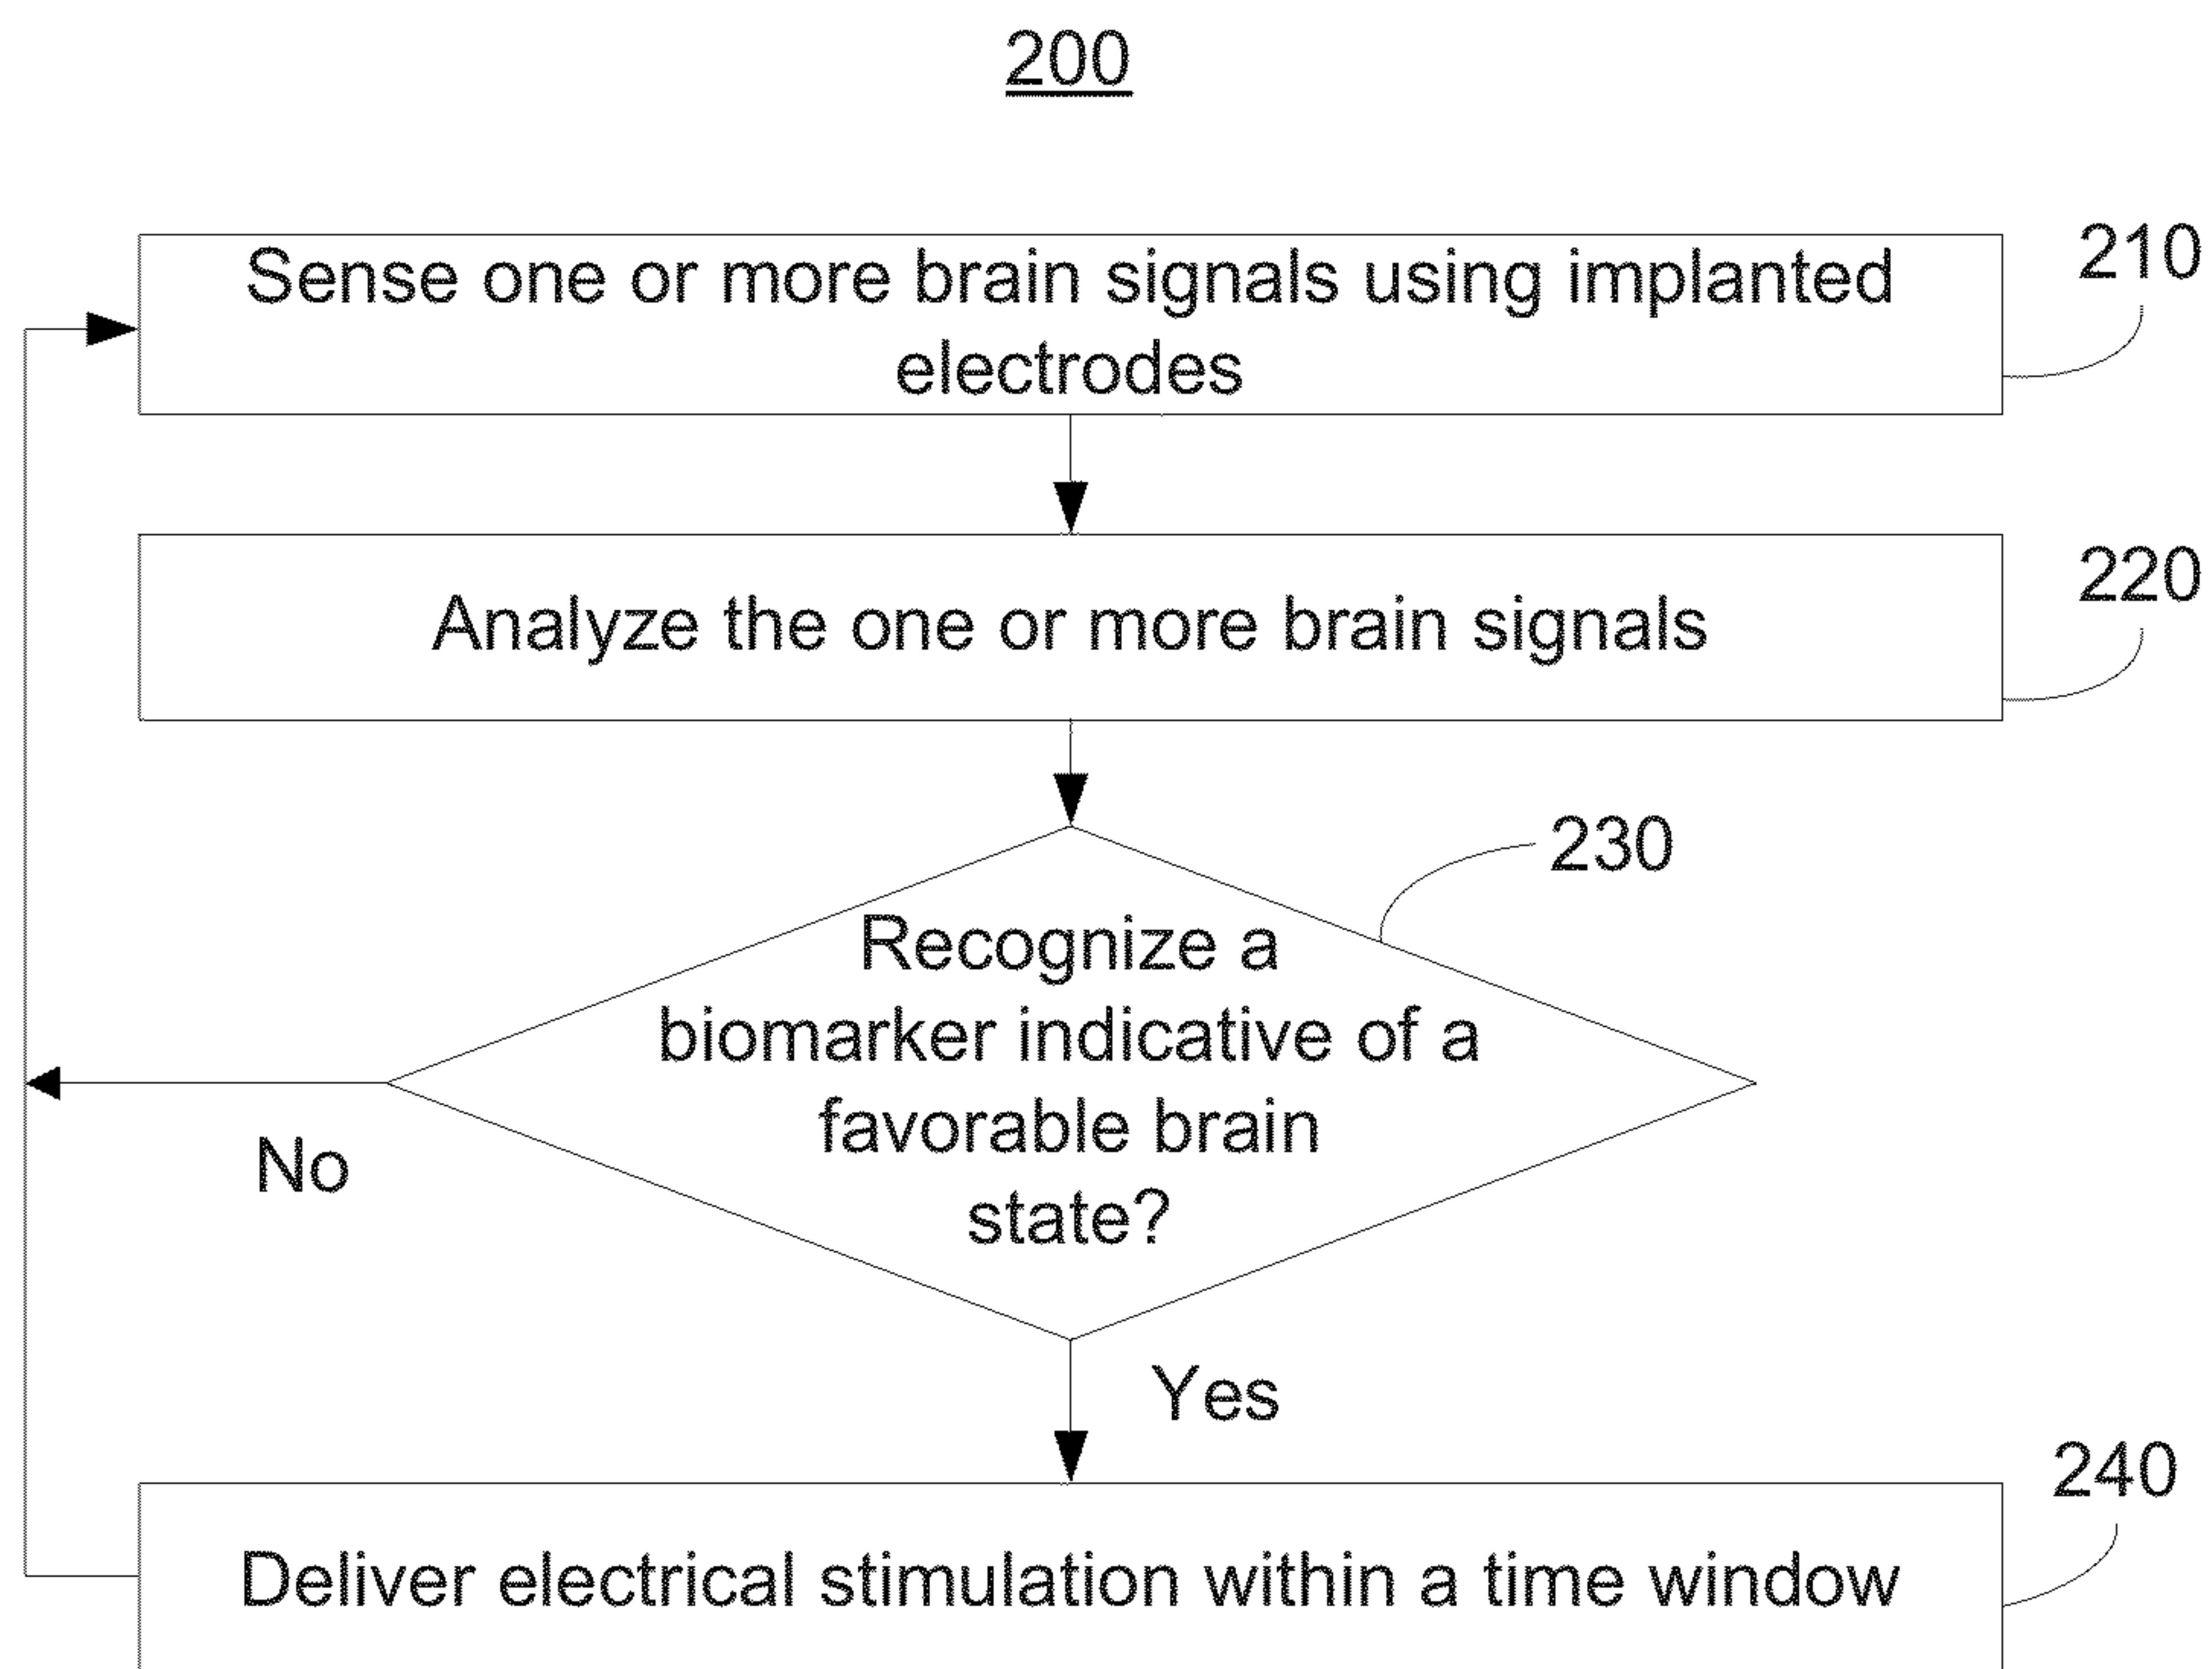 200
Sense one or more brain signals using implanted
electrodes
210
Analyze the one or more brain signals
220
230
Recognize a
biomarker indicative of a
favorable brain
state?
No
Yes
240
Deliver electrical stimulation within a time window